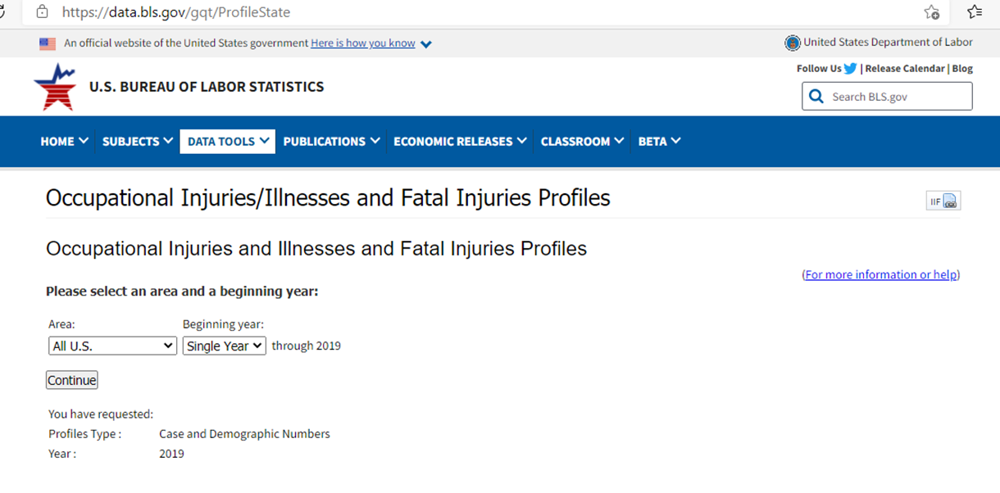 https://data.bls.gov/gqt/ProfileState
An official website of the United States government Here is how you know
United States Department of Labor
Follow Us | Release Calendar | Blog
U.S. BUREAU OF LABOR STATISTICS
Search BLS.gov
HOME SUBJECTS DATA TOOLS PUBLICATIONS ECONOMIC RELEASES CLASSROOM BETA
Occupational Injuries/Illnesses and Fatal Injuries Profiles
IIF
Occupational Injuries and Illnesses and Fatal Injuries Profiles
(For more information or help)
Please select an area and a beginning year:
Area: Beginning year:
All U.S. Single Year through 2019
Continue
You have requested:
Profiles Type : Case and Demographic Numbers
Year : 2019